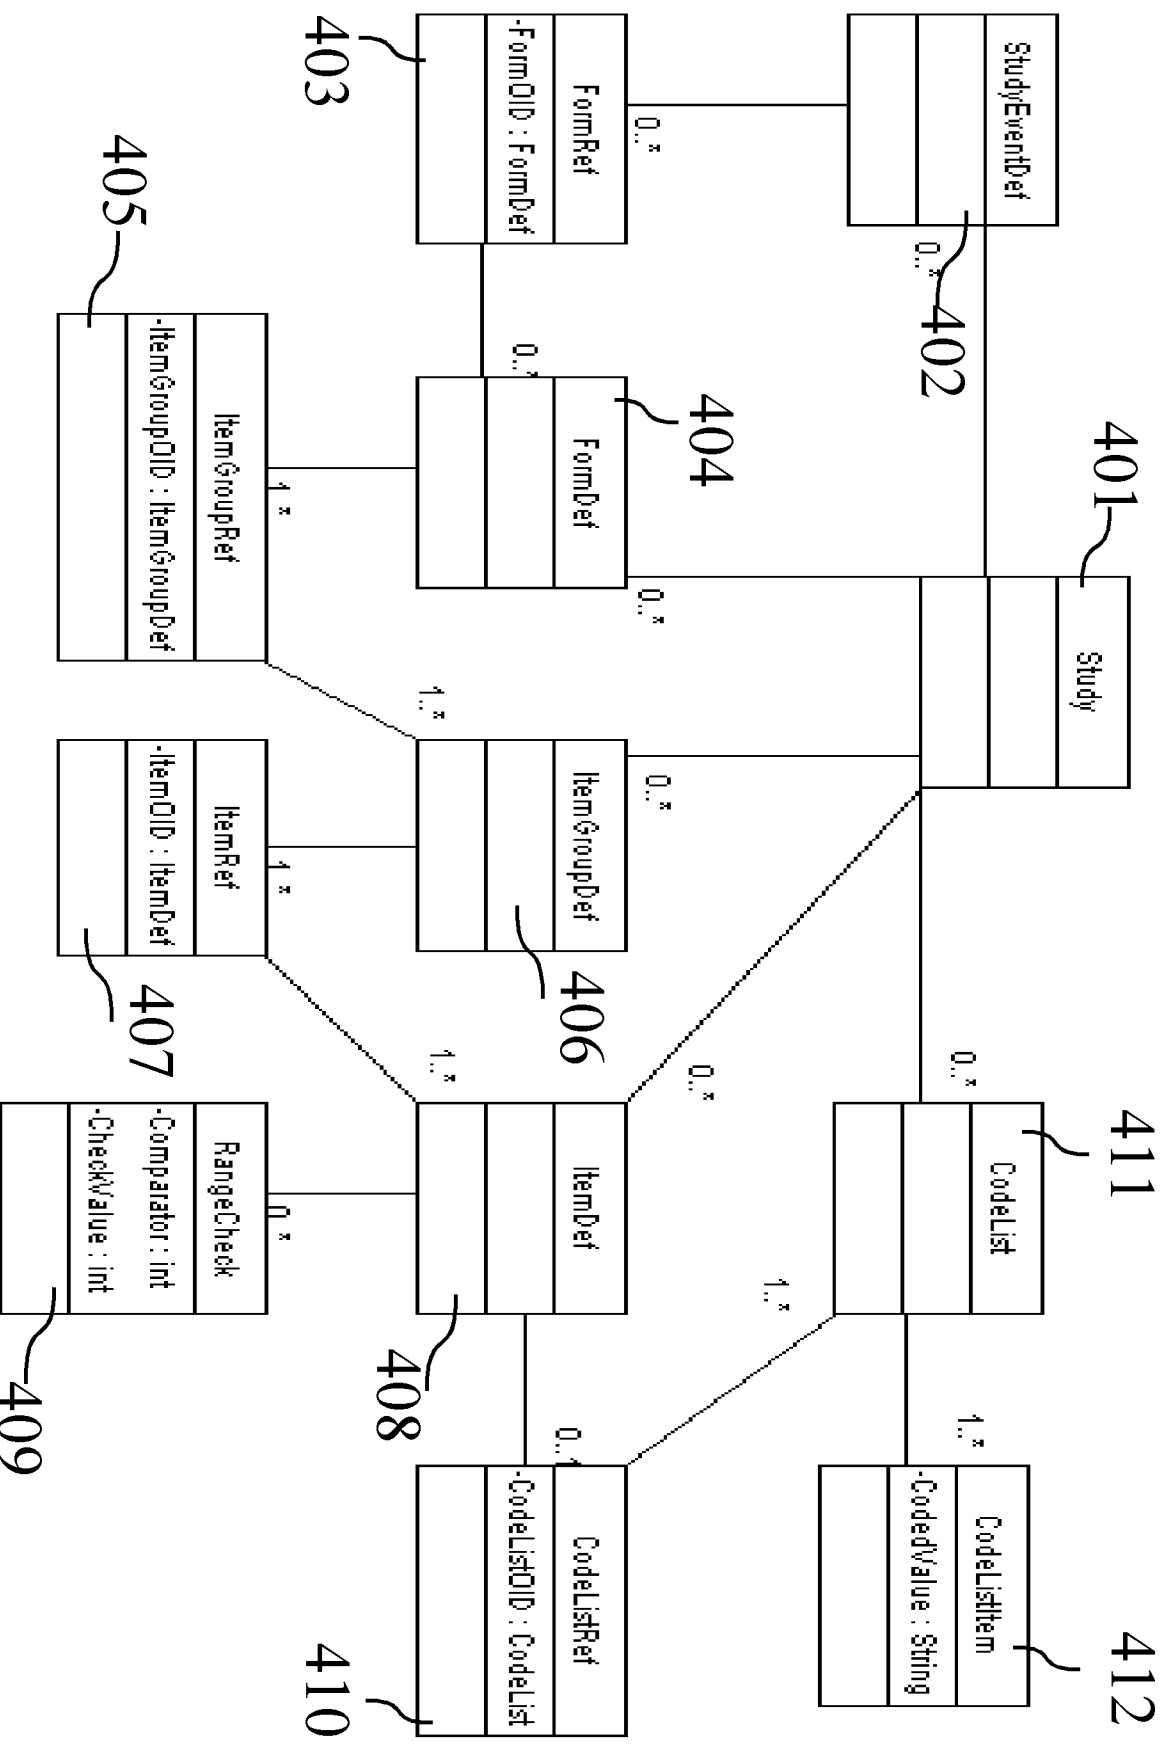 401
411
412
Study
StudyEventDef
CodeList
CodeListItem
0..*
402
0..*
1..*
-CodedValue : String
1..*
404
0..*
0..*
0..*
0..*
FormRef
FormDef
ItemGroupDef
406
ItemDef
0..1
CodeListRef
-FormOID : FormDef
0..*
-CodeListOID : CodeList
403
1..*
1..*
408
410
1..*
1..*
0..*
ItemGroupRef
ItemRef
RangeCheck
-ItemGroupOID : ItemGroupDef
-ItemOID : ItemDef
-Comparator : int
-CheckValue : int
405
407
409